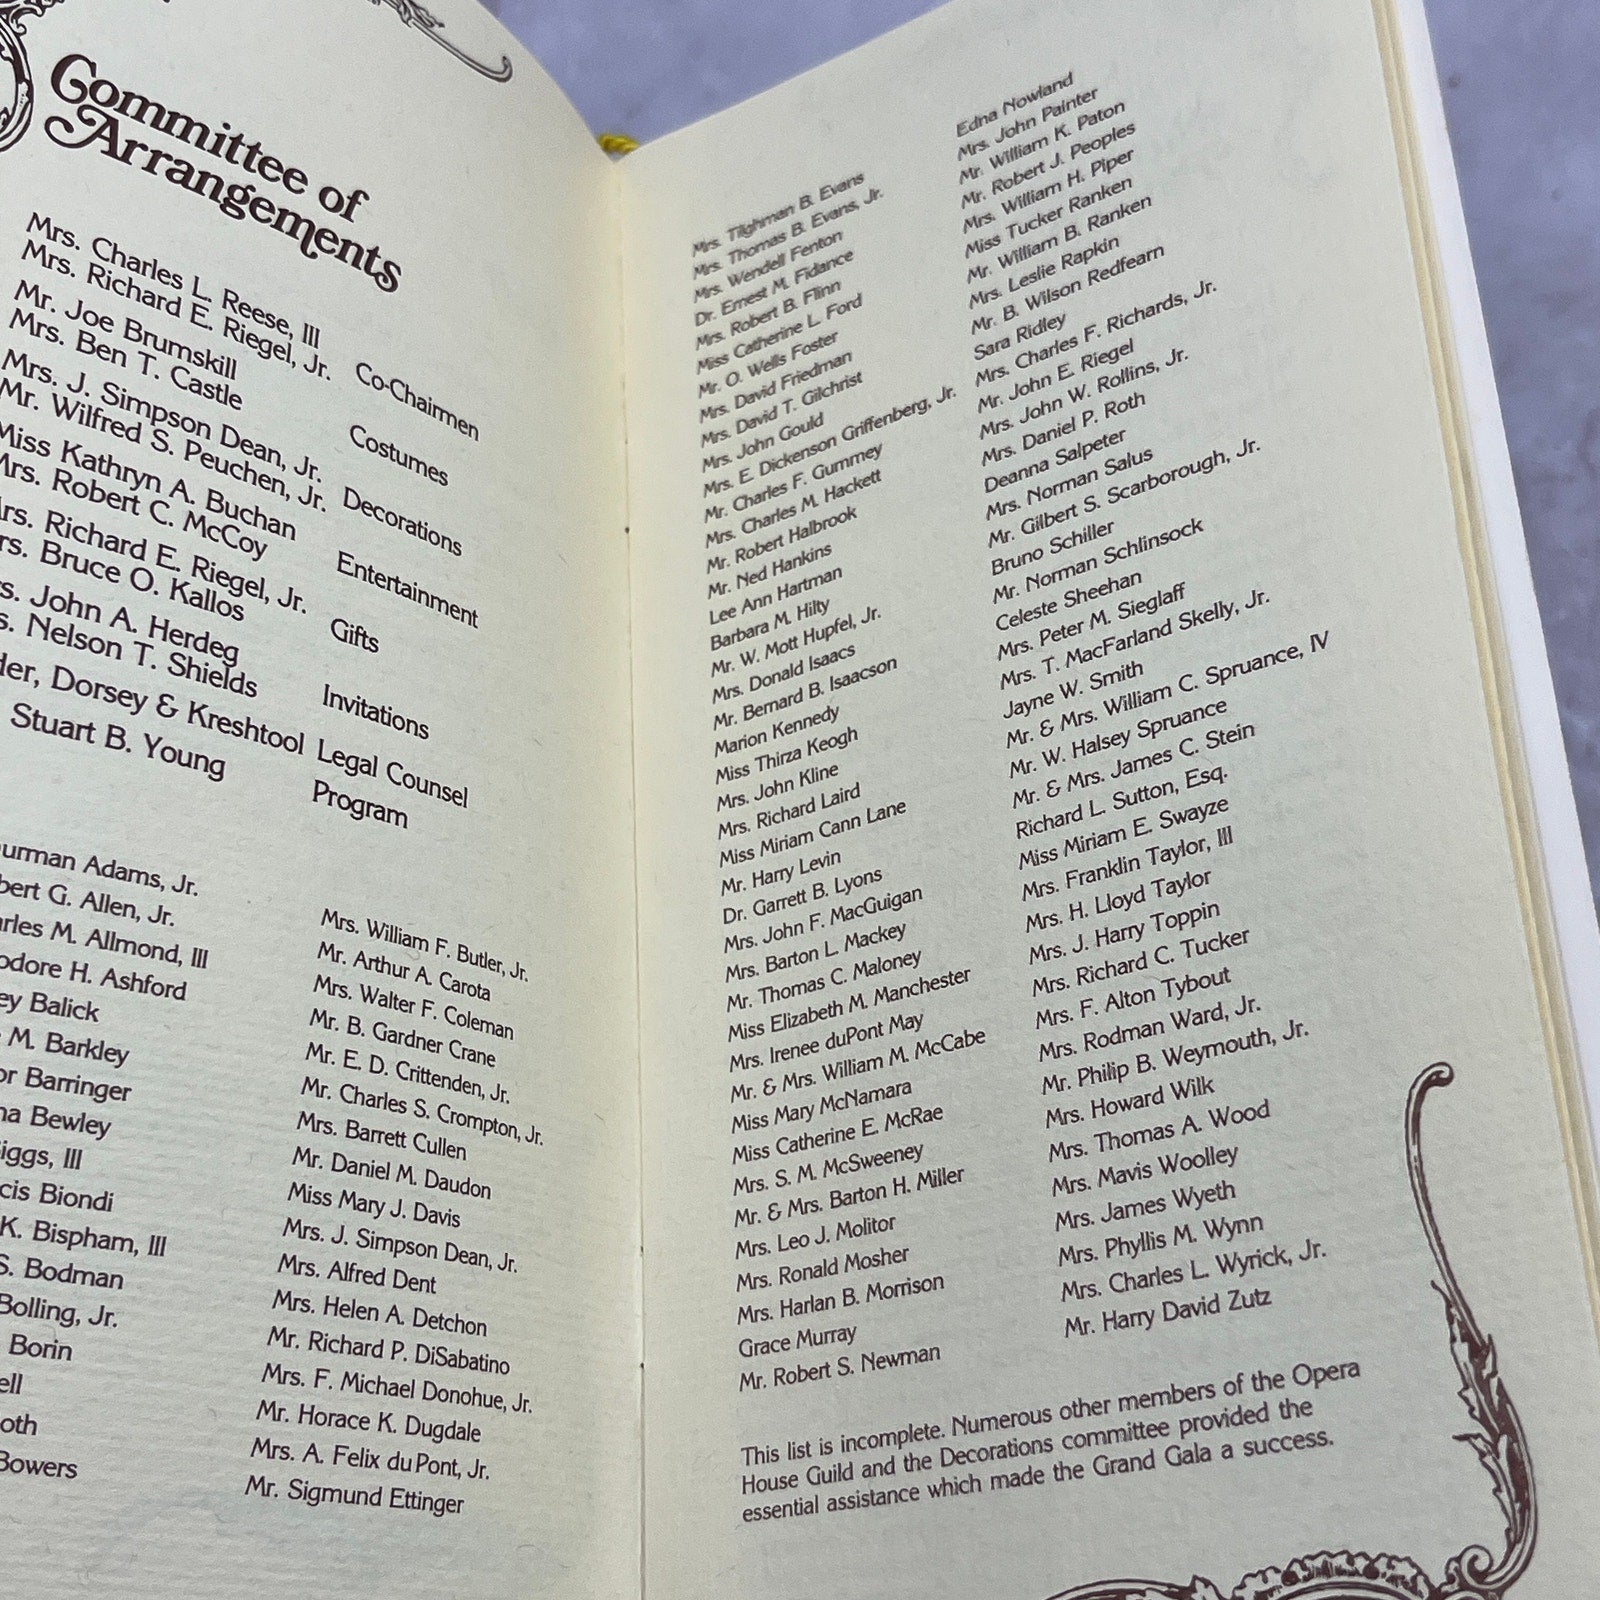 Committee of
Arrangements
Mrs. Charles L. Reese, III
Mrs. Richard E. Riegel, Jr.
Co-Chairmen
Mr. Joe Brumskill
Mrs. Ben T. Castle
Costumes
Mrs. J. Simpson Dean, Jr.
Mr. Wilfred S. Peuchen, Jr.
Decorations
Miss Kathryn A. Buchan
Mrs. Robert C. McCoy
Entertainment
Mrs. Richard E. Riegel, Jr.
Mrs. Bruce O. Kallos
Gifts
John A. Herdeg
Nelson T. Shields
Invitations
Dorsey & Kreshtool
Legal Counsel
Stuart B. Young
Program
Adams, Jr.
G. Allen, Jr.
M. Allmond, III
H. Ashford
Balick
M. Barkley
Barringer
Bewley
III
Biondi
K. Bispham, III
S. Bodman
Bolling, Jr.
Borin
Bowers
Mrs. William F. Butler, Jr.
Mr. Arthur A. Carota
Mrs. Walter F. Coleman
Mr. B. Gardner Crane
Mr. E. D. Crittenden, Jr.
Mr. Charles S. Crompton, Jr.
Mrs. Barrett Cullen
Mr. Daniel M. Daudon
Miss Mary J. Davis
Mrs. J. Simpson Dean, Jr.
Mrs. Alfred Dent
Mrs. Helen A. Detchon
Mr. Richard P. DiSabatino
Mrs. F. Michael Donohue, Jr.
Mr. Horace K. Dugdale
Mrs. A. Felix duPont, Jr.
Mr. Sigmund Ettinger
Mrs. Tilghman B. Evans
Mrs. Thomas B. Evans, Jr.
Mrs. Wendell Fenton
Dr. Ernest M. Fidance
Mrs. Robert B. Flinn
Miss Catherine L. Ford
Mr. O. Wells Foster
Mrs. David Friedman
Mrs. David T. Gilchrist
Mrs. John Gould
Mrs. E. Dickenson Griffenberg, Jr.
Mr. Charles F. Gummey
Mrs. Charles M. Hackett
Mr. Robert Halbrook
Mr. Ned Hankins
Lee Ann Hartman
Barbara M. Hilty
Mr. W. Mott Hupfel, Jr.
Mrs. Donald Isaacs
Mr. Bernard B. Isaacson
Marion Kennedy
Miss Thirza Keogh
Mrs. John Kline
Mrs. Richard Laird
Miss Miriam Cann Lane
Mr. Harry Levin
Dr. Garrett B. Lyons
Mrs. John F. MacGuigan
Mrs. Barton L. Mackey
Mr. Thomas C. Maloney
Miss Elizabeth M. Manchester
Mrs. Irenee duPont May
Mr. & Mrs. William M. McCabe
Miss Mary McNamara
Miss Catherine E. McRae
Mrs. S. M. McSweeney
Mr. & Mrs. Barton H. Miller
Mrs. Leo J. Molitor
Mrs. Ronald Mosher
Mrs. Harlan B. Morrison
Grace Murray
Mr. Robert S. Newman
Edna Nowland
Mrs. John Painter
Mr. William K. Paton
Mr. Robert J. Peoples
Mrs. William H. Piper
Miss Tucker Ranken
Mr. William B. Ranken
Mrs. Leslie Rapkin
Mr. B. Wilson Redfearn
Sara Ridley
Mrs. Charles F. Richards, Jr.
Mr. John E. Riegel
Mrs. John W. Rollins, Jr.
Mrs. Daniel P. Roth
Deanna Salpeter
Mrs. Norman Salus
Mr. Gilbert S. Scarborough, Jr.
Bruno Schiller
Mr. Norman Schlinsock
Celeste Sheehan
Mrs. Peter M. Sieglaff
Mrs. T. MacFarland Skelly, Jr.
Jayne W. Smith
Mr. & Mrs. William C. Spruance, IV
Mr. W. Halsey Spruance
Mr. & Mrs. James C. Stein
Richard L. Sutton, Esq.
Miss Miriam E. Swayze
Mrs. Franklin Taylor, III
Mrs. H. Lloyd Taylor
Mrs. J. Harry Toppin
Mrs. Richard C. Tucker
Mrs. F. Alton Tybout
Mrs. Rodman Ward, Jr.
Mr. Philip B. Weymouth, Jr.
Mrs. Howard Wilk
Mrs. Thomas A. Wood
Mrs. Mavis Woolley
Mrs. James Wyeth
Mrs. Phyllis M. Wynn
Mrs. Charles L. Wyrick, Jr.
Mr. Harry David Zutz
This list is incomplete. Numerous other members of the Opera
House Guild and the Decorations committee provided the
essential assistance which made the Grand Gala a success.